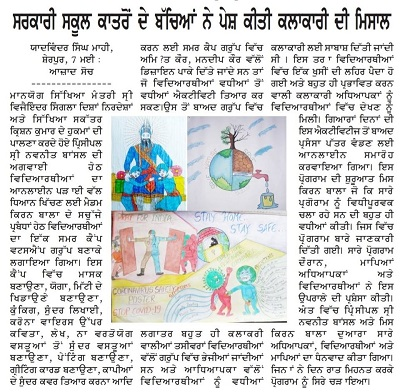 ਸਰਕਾਰੀ ਸਕੂਲ ਕਾਤਰੋਂ ਦੇ ਬੱਚਿਆਂ ਨੇ ਪੇਸ਼ ਕੀਤੀ ਕਲਾਕਾਰੀ ਦੀ ਮਿਸਾਲ
ਯਾਦਵਿੰਦਰ ਸਿੰਘ ਮਾਹੀ,
ਸ਼ੇਰਪੁਰ, 7 ਮਈ :
ਆਜ਼ਾਦ ਸੋਚ
ਮਾਨਯੋਗ ਸਿੱਖਿਆ ਮੰਤਰੀ ਸ੍ਰੀ
ਵਿਜੈਇੰਦਰ ਸਿੰਗਲਾ ਦਿਸ਼ਾ ਨਿਰਦੇਸ਼ਾਂ
ਅਤੇ ਸਿੱਖਿਆ ਸਕੱਤਰ
ਕ੍ਰਿਸ਼ਨ ਕੁਮਾਰ ਦੇ ਹੁਕਮਾਂ ਦੀ
ਪਾਲਣਾ ਕਰਦੇ ਹੋਏ ਪ੍ਰਿੰਸੀਪਲ
ਸ੍ਰੀ ਨਵਨੀਤ ਬਾਂਸਲ ਦੀ
ਅਗਵਾਈ ਹੇਠ
ਵਿਦਿਆਰਥੀਆਂ ਦਾ
ਆਨਲਾਈਨ ਪੜਾਈ ਵੱਲ
ਧਿਆਨ ਖਿੱਚਣ ਲਈ ਮੈਡਮ
ਕਿਰਨ ਬਾਲਾ ਦੇ ਸਚੁੱਜੇ
ਪ੍ਰਬੰਧਾਂ ਹੇਠ ਵਿਦਿਆਰਥੀਆਂ
ਦਾ ਇੱਕ ਸਮਰ ਕੈਂਪ
ਵਟਸਐਪ ਗਰੁੱਪ ਬਣਾਕੇ
ਲਗਾਇਆ ਗਿਆ। ਇਸ
ਕੈਂਪ ਵਿੱਚ ਮਾਸਕ
ਬਣਾਉਣਾ, ਯੋਗਾ, ਮਿੱਟੀ ਦੇ
ਖਿਡਾਉਣੇ ਬਣਾਉਣਾ,
ਕੁੱਕਿੰਗ, ਸੁੰਦਰ ਲਿਖਾਈ,
ਕਰੋਨਾ ਵਾਇਰਸ ਉੱਪਰ
ਕਵਿਤਾ, ਲੇਖ, ਨਾ ਵਰਤੋਯੋਗ
ਵਸਤੂਆਂ ਤੋਂ ਸੁੰਦਰ ਵਸਤੂਆਂ
ਬਣਾਉਣਾ, ਪੇਂਟਿੰਗ ਬਣਾਉਣੀ,
ਗਰੀਟਿੰਗ ਕਾਰਡ ਬਣਾਉਣਾ, ਕਾਪੀਆਂ
ਦੇ ਸੁੰਦਰ ਕਵਰ ਤਿਆਰ ਕਰਨਾ ਆਦਿ
ਕਰਨ ਲਈ ਸਮਰ ਕੈਂਪ ਗਰੁੱਪ ਵਿੱਚ
ਅਮਿਤ ਕੌਰ, ਮਨਦੀਪ ਕੌਰ ਵੱਲੋਂ
ਡਿਜ਼ਾਇਨ ਪਾਕੇ ਦਿੱਤੇ ਜਾਂਦੇ ਸਨ ਤਾਂ
ਜੋ ਵਿਦਿਆਰਥੀਆਂ ਵਧੀਆਂ ਤੋਂ
ਵਧੀਆ ਐਕਟੀਵਿਟੀ ਤਿਆਰ ਕਰ
ਸਕਣ।ਉਸ ਤੋਂ ਬਾਅਦ ਗਰੁੱਪ ਵਿੱਚ
STAY HOME
STAY SAFE
ਲਗਾਤਰ ਬਹੁਤ ਹੀ ਕਲਾਕਾਰੀ
ਵਾਲੀਆਂ ਤਸਵੀਰਾਂ ਵਿਦਿਆਰਥੀਆਂ
ਵੱਲੋਂ ਗਰੁੱਪ ਵਿੱਚ ਭੇਜੀਆਂ ਜਾਂਦੀਆਂ
ਸਨ ਅਤੇ ਅਧਿਆਪਕਾ ਵੱਲੋਂ
ਵਿਦਿਆਰਥੀਆਂ ਨੂੰ ਵਧੀਆਂ
ਕਲਾਕਾਰੀ ਲਈ ਸਾਬਾਸ਼ ਦਿੱਤੀ ਜਾਂਦੀ
ਸੀ । ਇਸ ਤਰਾਂ ਵਿਦਿਆਰਥੀਆਂ
ਵਿੱਚ ਇੱਕ ਖੁਸੀ ਦੀ ਲਹਿਰ ਪੈਦਾ ਹੋ
ਗਈ ਅਤੇ ਬਹੁਤ ਹੀ ਪ੍ਰਭਾਵਿਤ ਕਰਨ
ਵਾਲੀ ਕਲਾਕਾਰੀ ਅਧਿਆਪਕਾਂ ਨੂੰ
ਵਿਦਿਆਰਥੀਆਂ ਵਿੱਚ ਦੇਖਣ ਨੂੰ
ਮਿਲੀ। ਗਿਆਰਾਂ ਦਿਨਾਂ ਦੀ
ਇਸ ਐਕਟੀਵਿਟੀਜ ਤੋਂ ਬਾਅਦ
ਪ੍ਰਸੰਸਾ ਪੱਤਰ ਵੰਡਣ ਲਈ
ਆਨਲਾਈਨ ਸਮਾਰੋਹ
ਕਰਵਾਇਆ ਗਿਆ। ਇਸ
ਪ੍ਰੋਗਰਾਮ ਦੀ ਸ਼ੁਰੂਆਤ ਮਿਸ
ਕਿਰਨ ਬਾਲਾ ਜੋ ਕਿ ਸਾਰੇ
ਪ੍ਰੋਗਰਾਮ ਨੂੰ ਵਿਧੀਪੂਰਵਕ
ਚਲਾ ਰਹੇ ਸਨ ਦੀ ਬਹੁਤ ਹੀ
ਵਧੀਆ ਕੀਤੀ। ਜਿਸ ਵਿੱਚ
ਪ੍ਰੋਗਰਾਮ ਬਾਰੇ ਜਾਣਕਾਰੀ
ਦਿੱਤੀ ਗਈ। ਸਾਰੇ ਪ੍ਰੋਗਰਾਮ
ਦੌਰਾਨ, ਮਾਪਿਆ
ਅਧਿਆਪਕਾਂ ਅਤੇ
ਵਿਦਿਆਰਥੀਆਂ ਨੇ ਇਸ
ਉਪਰਾਲੇ ਦੀ ਪ੍ਰਸੰਸਾ ਕੀਤੀ।
ਅੰਤ ਵਿੱਚ ਪ੍ਰਿੰਸੀਪਲ ਸ੍ਰੀ
ਨਵਨੀਤ ਬਾਂਸਲ ਅਤੇ ਮਿਸ
ਕਿਰਨ ਬਾਲਾ ਦੁਆਰਾ ਸਾਰੇ
ਅਧਿਆਪਕਾਂ, ਵਿਦਿਆਰਥੀਆਂ ਅਤੇ
ਮਾਪਿਆਂ ਦਾ ਧੰਨਵਾਦ ਕੀਤਾ ਗਿਆ।
ਜਿੰਨਾਂ ਨੇ ਦਿਨ ਰਾਤ ਮਿਹਨਤ ਕਰਕੇ
ਪ੍ਰੋਗਰਾਮ ਨੂੰ ਸਫਲ ਬਣਾਇਆ।